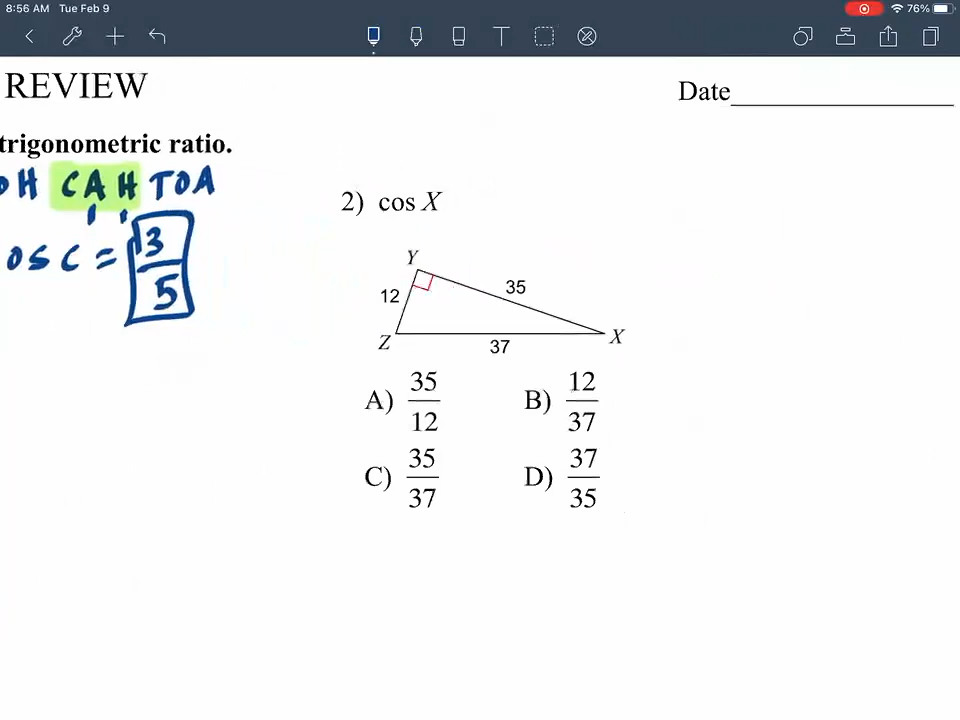 8:56 AM Tue Feb 9
76%
REVIEW
Date
trigonometric ratio.
OH CAH TOA
OS C = 3
5
2) cos X
Y
12
35
Z
37
X
A) 35
12
B) 12
37
C) 35
37
D) 37
35